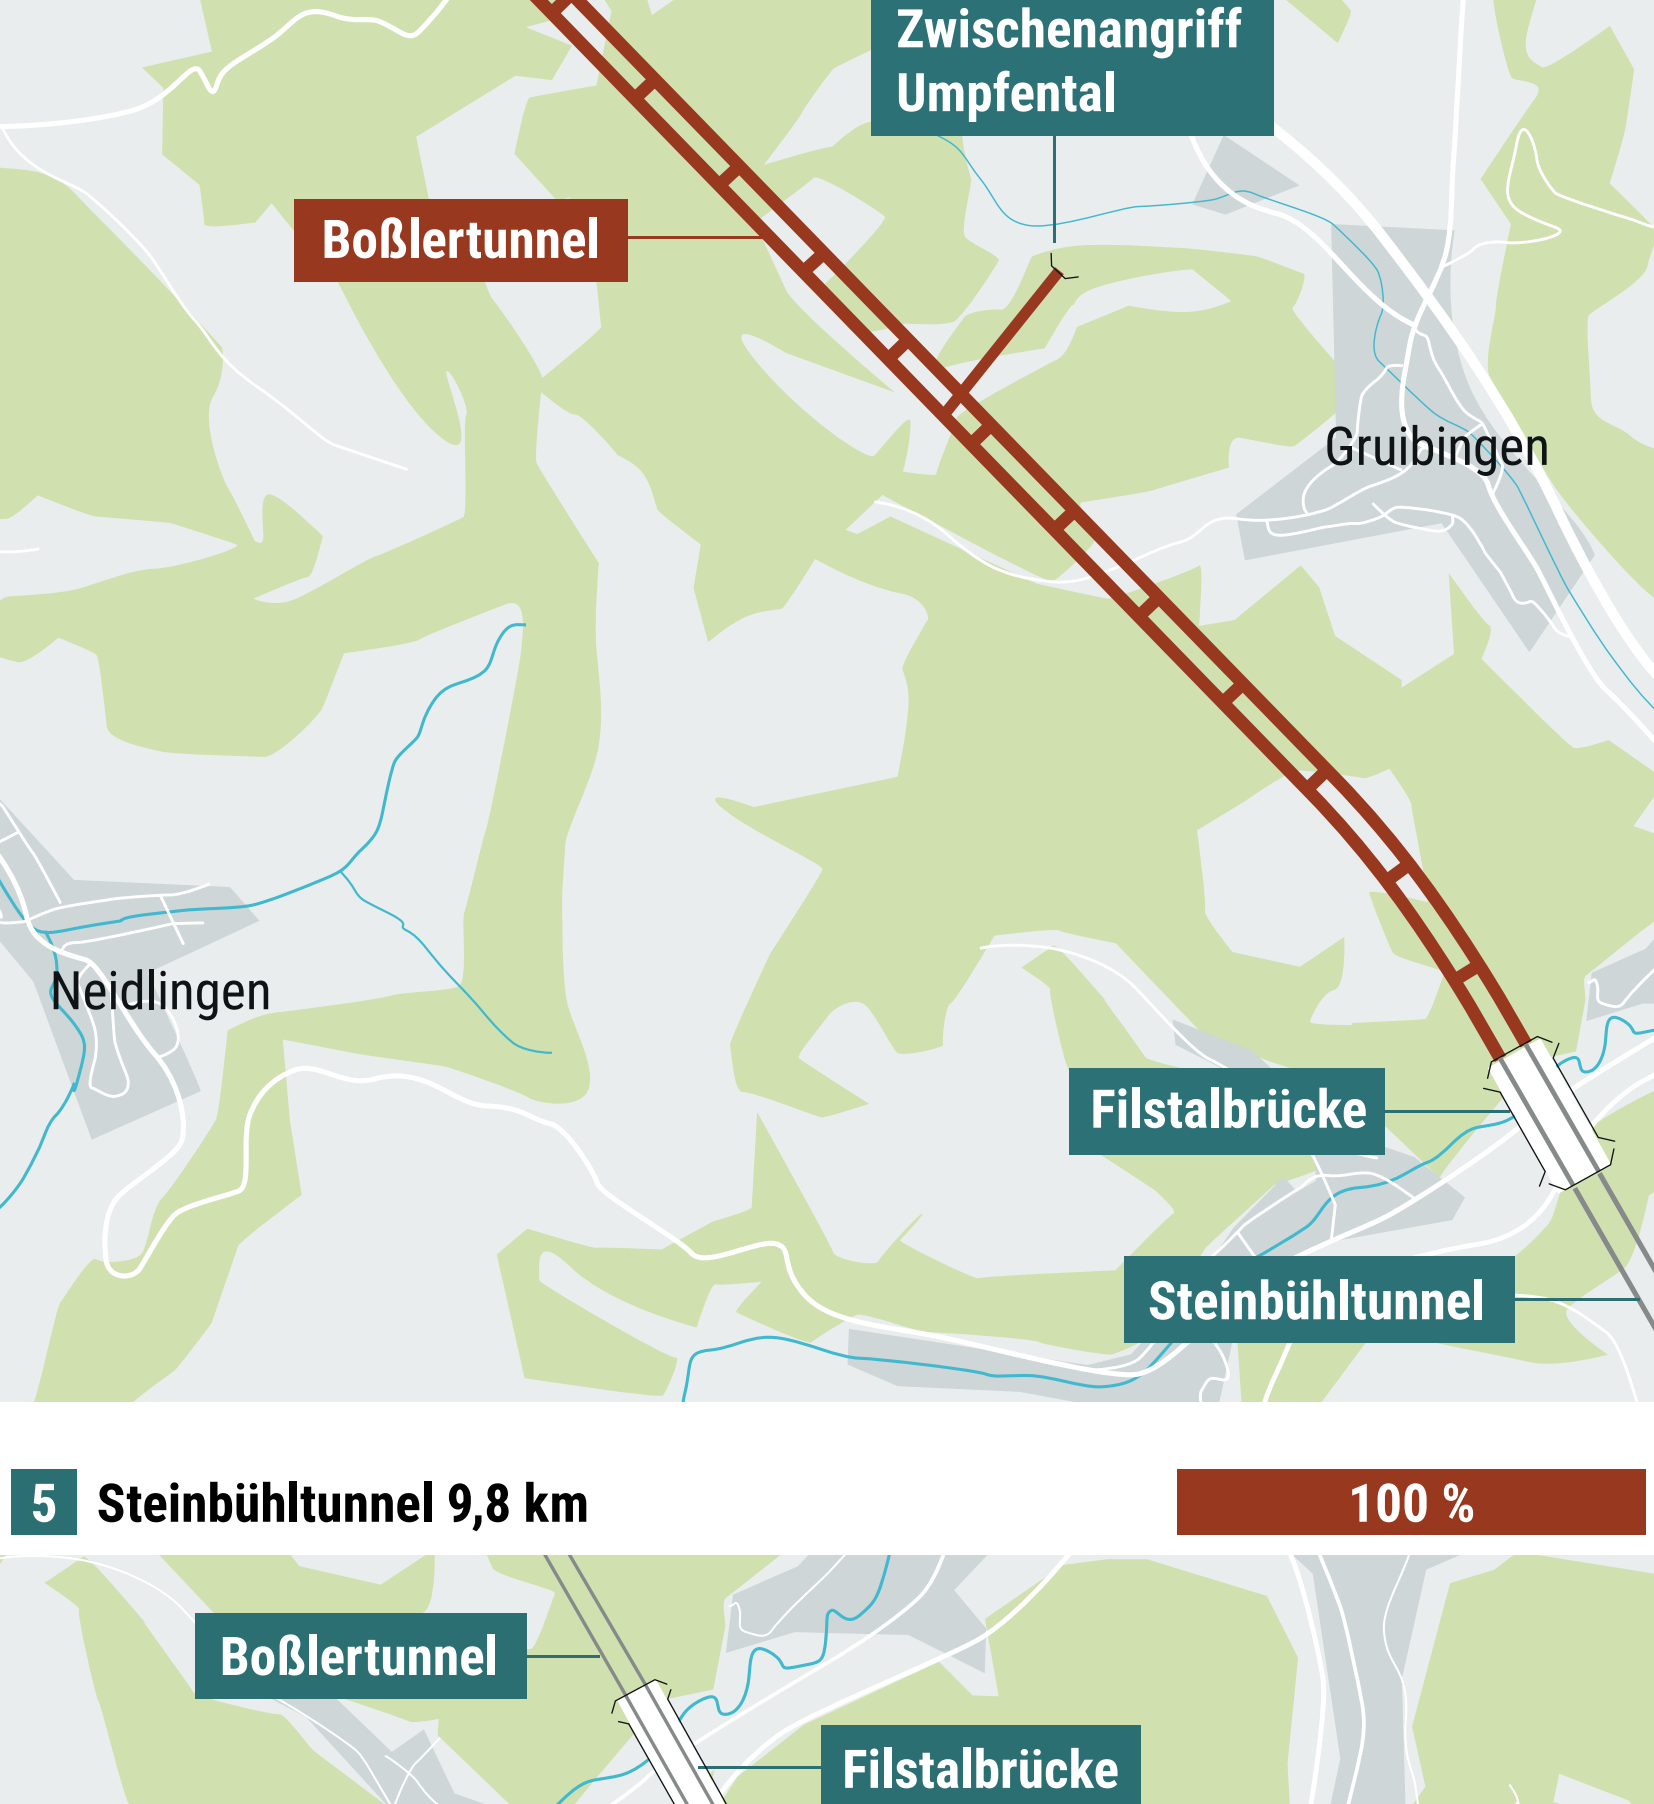 Zwischenangriff
Umpfental
Boßlertunnel
Gruibingen
Neidlingen
Filstalbrücke
Steinbühltunnel
5 Steinbühltunnel 9,8 km 100 %
Boßlertunnel
Filstalbrücke